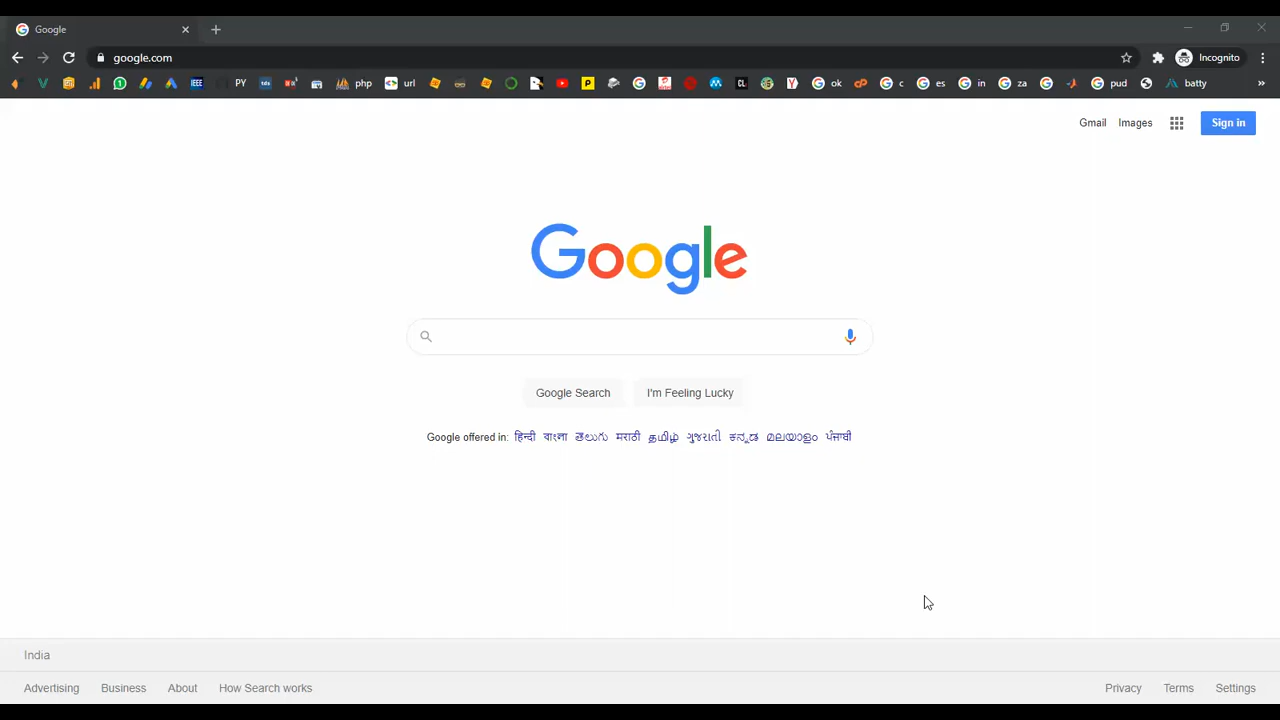 Google
google.com
Incognito
PY php url ok c es in za pud batty
Gmail Images Sign in
Google
Google Search I'm Feeling Lucky
Google offered in: हिन्दी বাংলা తెలుగు मराठी தமிழ் ગુજરાતી ಕನ್ನಡ മലയാളം ਪੰਜਾਬੀ
India
Advertising Business About How Search works Privacy Terms Settings